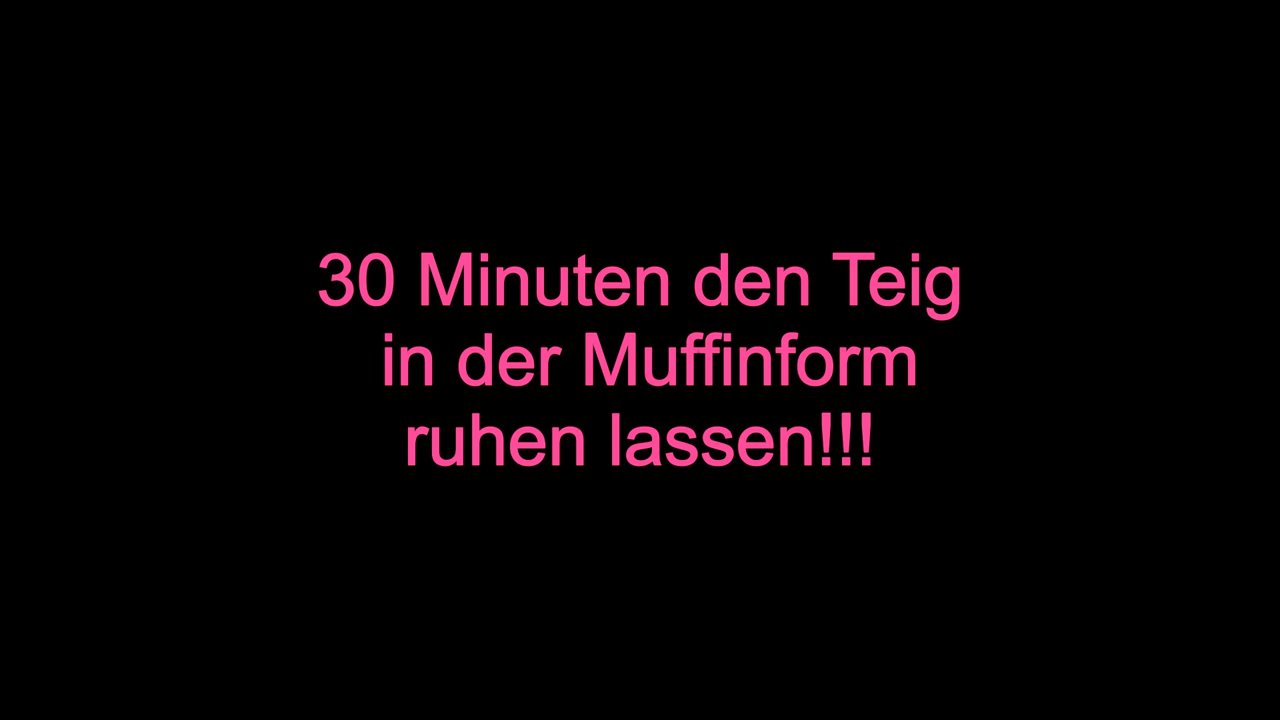 30 Minuten den Teig
in der Muffinform
ruhen lassen!!!